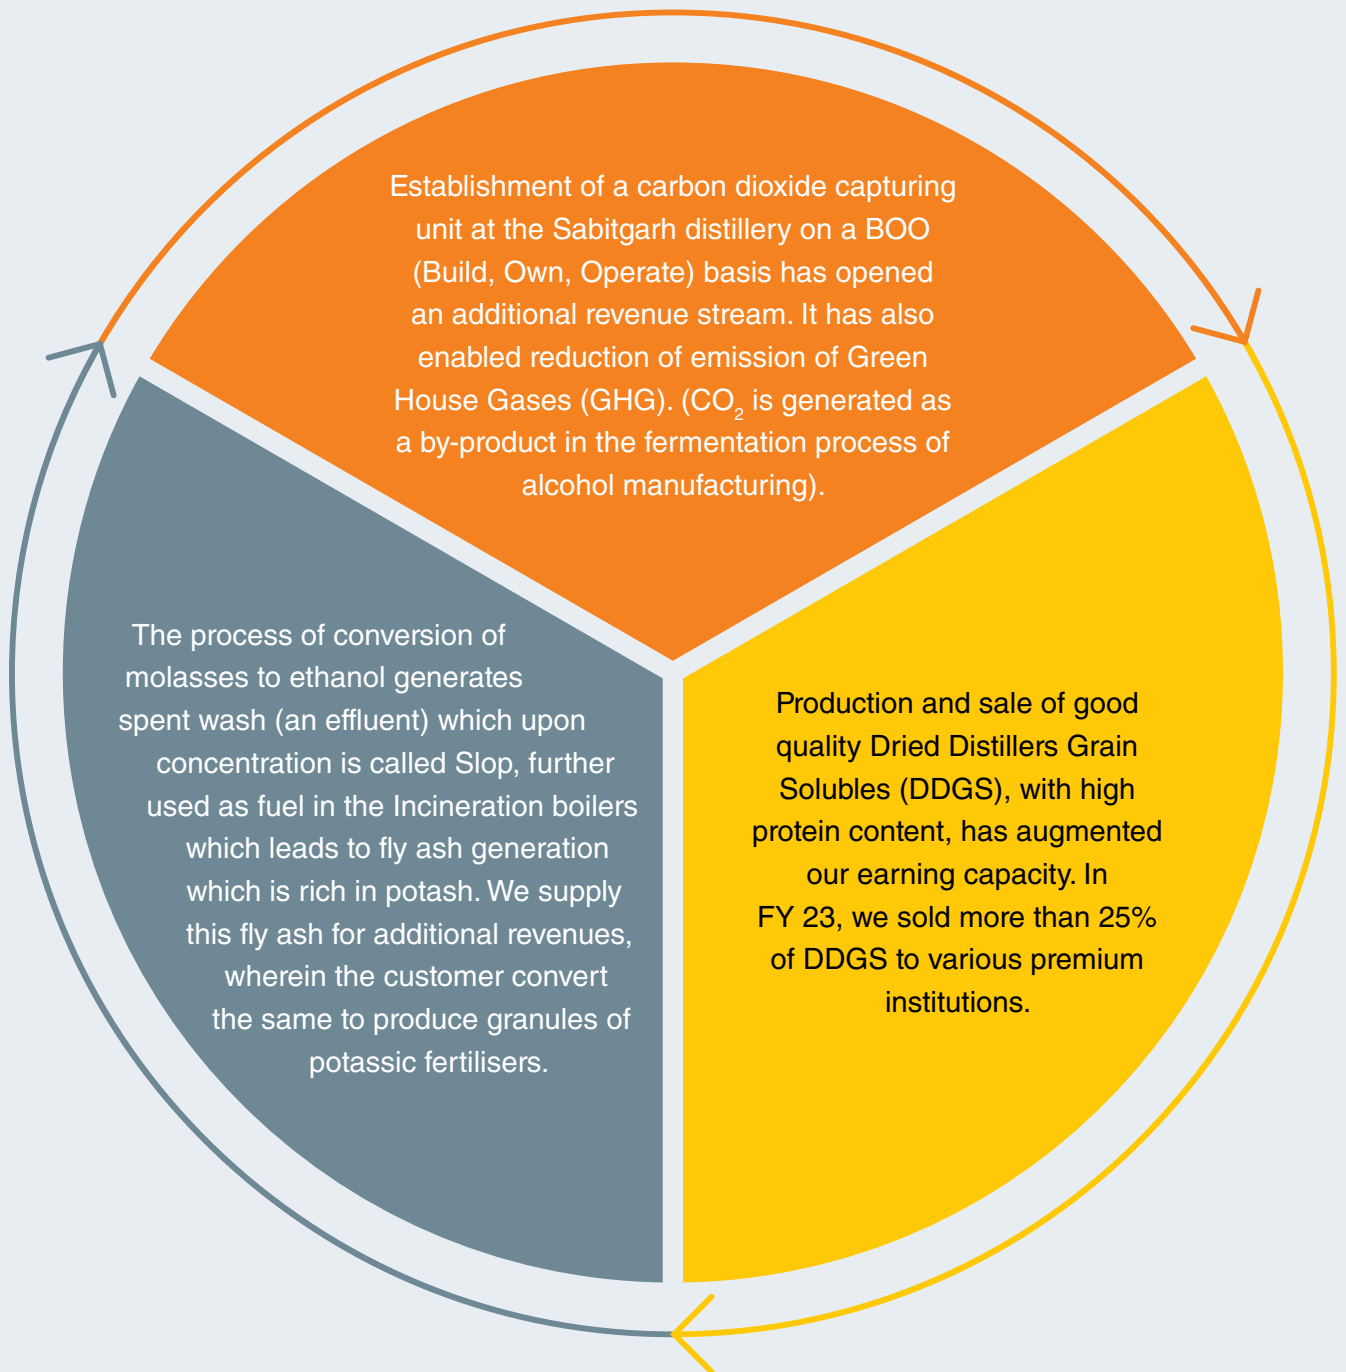 Establishment of a carbon dioxide capturing
unit at the Sabitgarh distillery on a BOO
(Build, Own, Operate) basis has opened
an additional revenue stream. It has also
enabled reduction of emission of Green
House Gases (GHG). (CO₂ is generated as
a by-product in the fermentation process of
alcohol manufacturing).
Production and sale of good
quality Dried Distillers Grain
Solubles (DDGS), with high
protein content, has augmented
our earning capacity. In
FY 23, we sold more than 25%
of DDGS to various premium
institutions.
The process of conversion of
molasses to ethanol generates
spent wash (an effluent) which upon
concentration is called Slop, further
used as fuel in the Incineration boilers
which leads to fly ash generation
which is rich in potash. We supply
this fly ash for additional revenues,
wherein the customer convert
the same to produce granules of
potassic fertilisers.